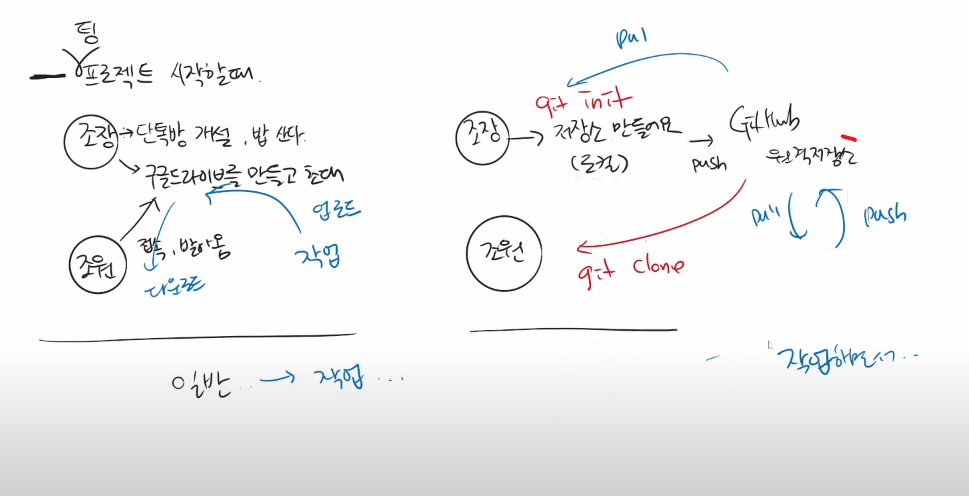 팅
프로젝트 시작할때.
조장 → 단톡방 개설, 밥 산다.
구글드라이브를 만들고 초대
업로드
조원
접속, 받아옴
작업
다운로드
일반.. → 작업...
pul
git init
조장 → 저장소 만들어요 → GitHub
(로컬)
push
원격저장소
pull
push
조원
git clone
작업하면서...